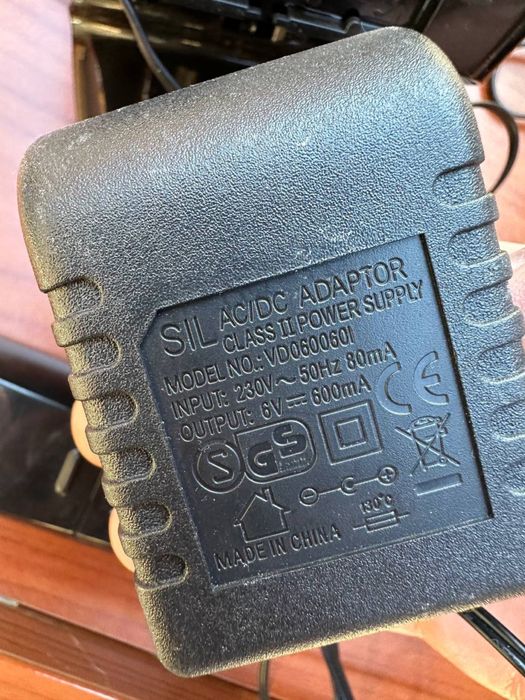 SIL AC/DC ADAPTOR
CLASS II POWER SUPPLY
MODEL NO.: VD060060I
INPUT: 230V～50Hz 80mA
OUTPUT: 6V⎓600mA
S SGS CE
130°C
MADE IN CHINA